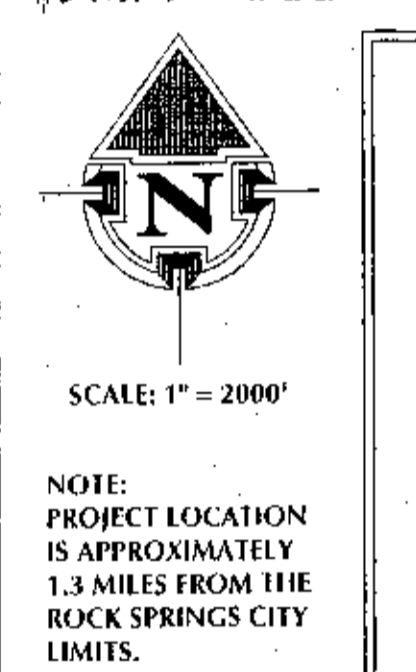 N
SCALE: 1" = 2000'
NOTE:
PROJECT LOCATION
IS APPROXIMATELY
1.3 MILES FROM THE
ROCK SPRINGS CITY
LIMITS.